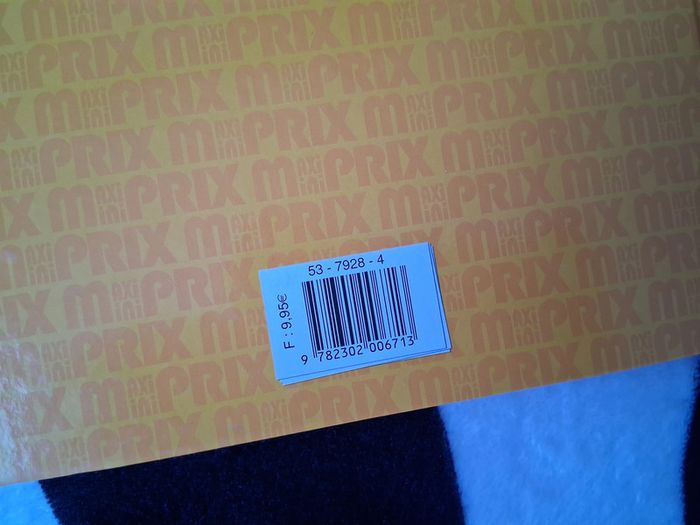 MAXI MINI PRIX
53 - 7928 - 4
F : 9,95€
9 782302 006713